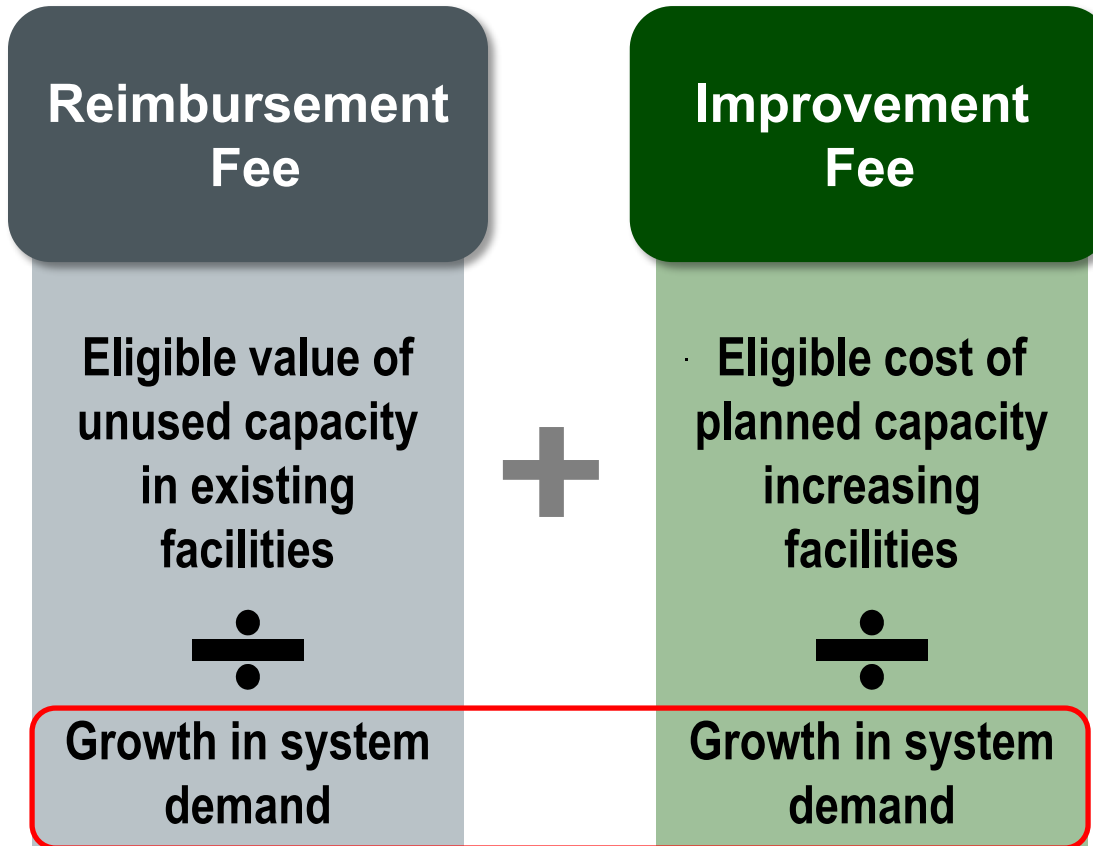 Reimbursement
Fee
Eligible value of
unused capacity
in existing
facilities
÷
Growth in system
demand
+
Improvement
Fee
Eligible cost of
planned capacity
increasing
facilities
÷
Growth in system
demand